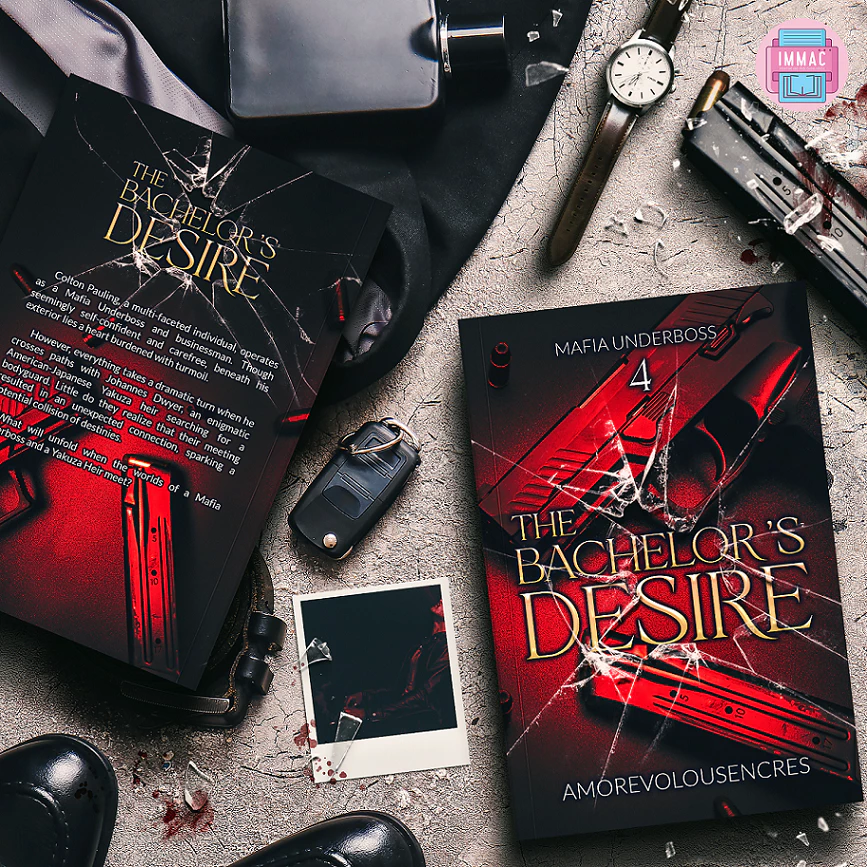 IMMAC
THE
BACHELOR'S
DESIRE
Colton Pauling, a multi-faceted individual, operates
as a Mafia Underboss and businessman. Though
seemingly self-confident and carefree, beneath his
exterior lies a heart burdened with turmoil.
However, everything takes a dramatic turn when he
crosses paths with Johannes Dwyer, an enigmatic
American-Japanese Yakuza heir searching for a
bodyguard. Little do they realize that their meeting
resulted in an unexpected connection, sparking a
potential collision of destinies.
What will unfold when the worlds of a Mafia
Underboss and a Yakuza Heir meet?
MAFIA UNDERBOSS
4
THE
BACHELOR'S
DESIRE
AMOREVOLOUSENCRES